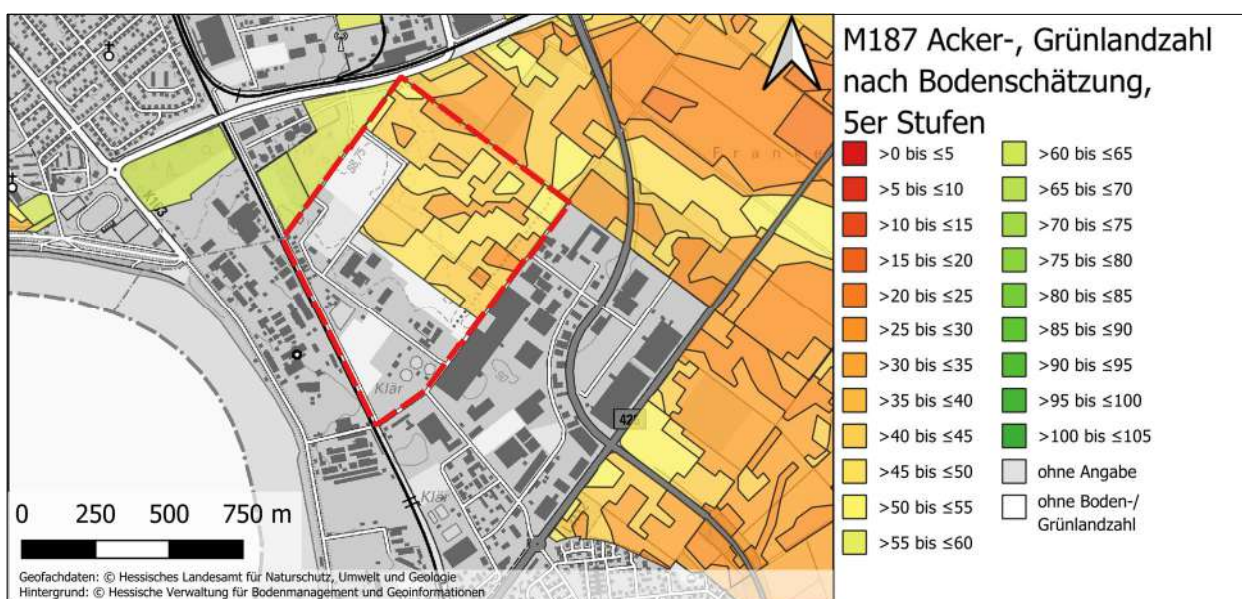 M187 Acker-, Grünlandzahl
nach Bodenschätzung,
5er Stufen
>0 bis ≤5
>5 bis ≤10
>10 bis ≤15
>15 bis ≤20
>20 bis ≤25
>25 bis ≤30
>30 bis ≤35
>35 bis ≤40
>40 bis ≤45
>45 bis ≤50
>50 bis ≤55
>55 bis ≤60
>60 bis ≤65
>65 bis ≤70
>70 bis ≤75
>75 bis ≤80
>80 bis ≤85
>85 bis ≤90
>90 bis ≤95
>95 bis ≤100
>100 bis ≤105
ohne Angabe
ohne Boden-/
Grünlandzahl
Klär
Klär
0 250 500 750 m
Geofachdaten: © Hessisches Landesamt für Naturschutz, Umwelt und Geologie
Hintergrund: © Hessische Verwaltung für Bodenmanagement und Geoinformationen